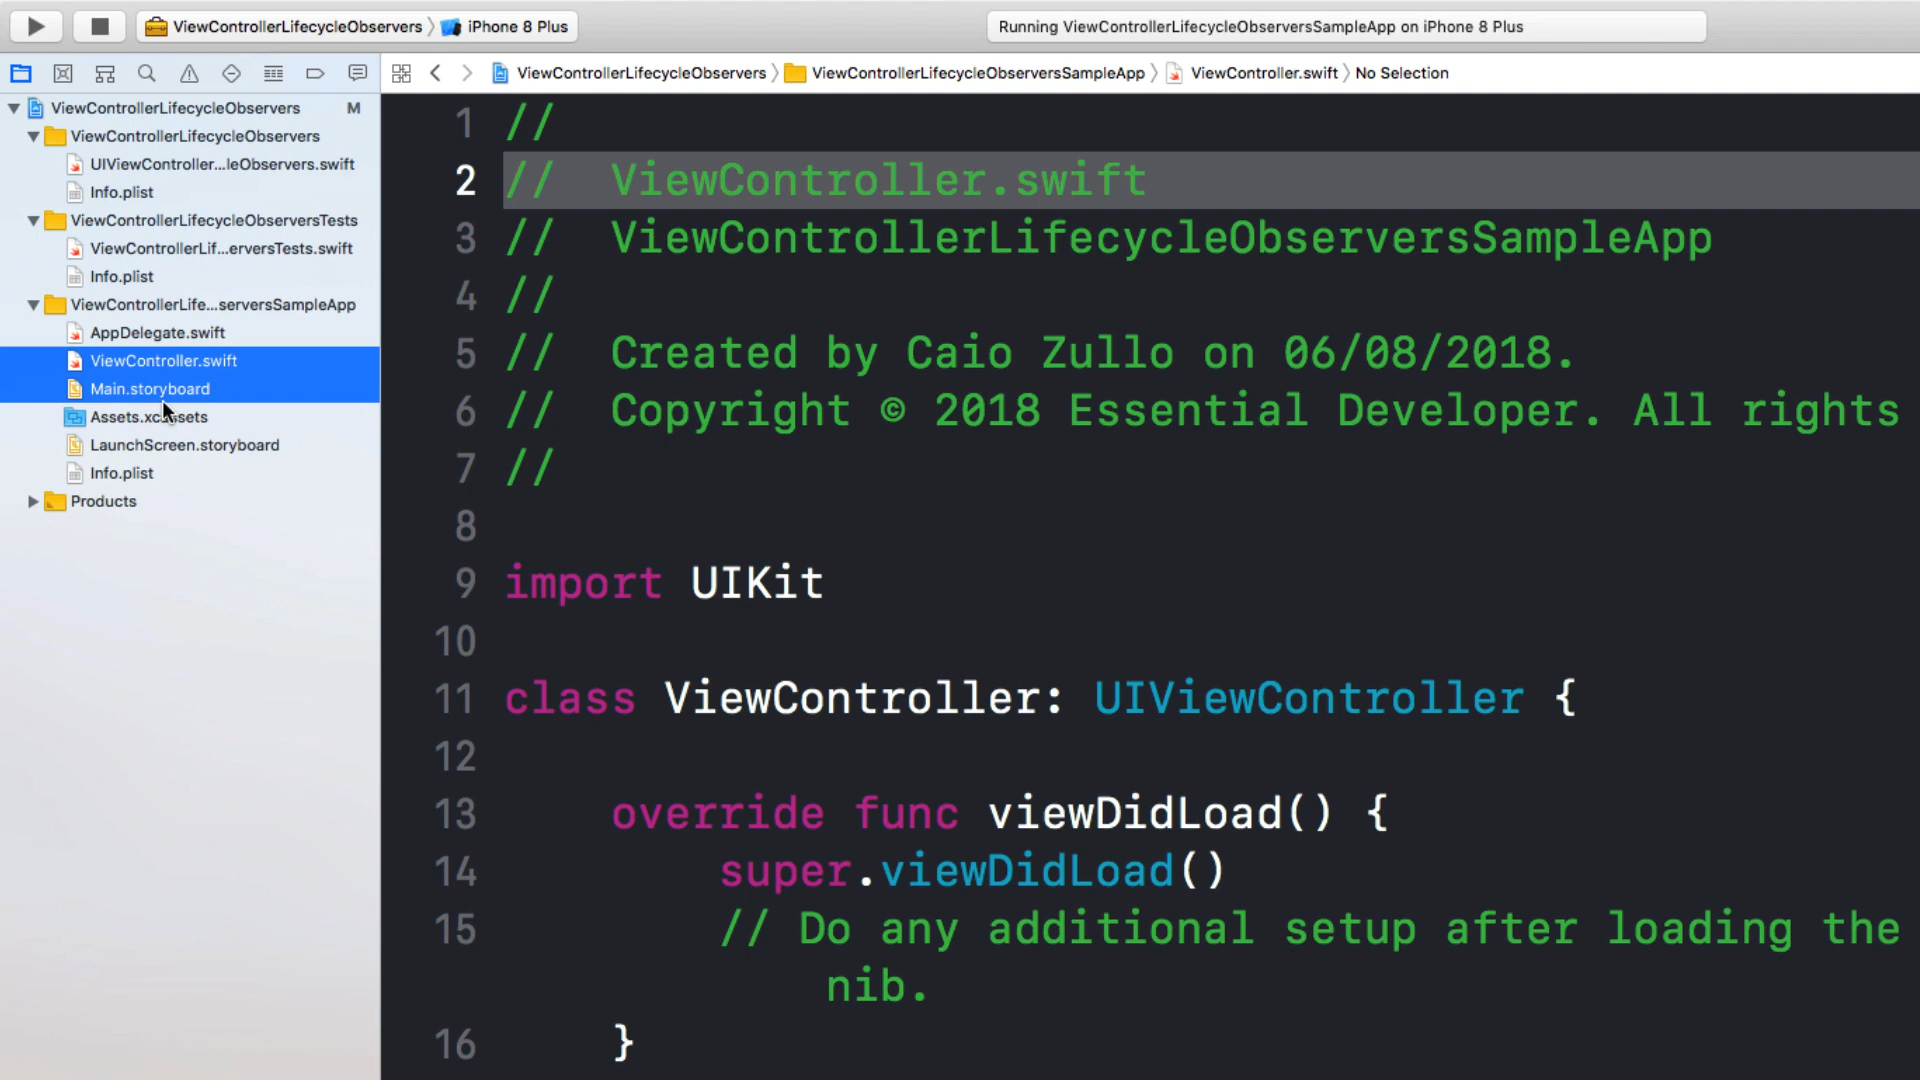 ViewControllerLifecycleObservers
iPhone 8 Plus
Running ViewControllerLifecycleObserversSampleApp on iPhone 8 Plus
ViewControllerLifecycleObservers
ViewControllerLifecycleObserversSampleApp
ViewController.swift
No Selection
ViewControllerLifecycleObservers M
ViewControllerLifecycleObservers
UIViewController...leObservers.swift
Info.plist
ViewControllerLifecycleObserversTests
ViewControllerLif...erversTests.swift
Info.plist
ViewControllerLife...serversSampleApp
AppDelegate.swift
ViewController.swift
Main.storyboard
Assets.xcassets
LaunchScreen.storyboard
Info.plist
Products
1 //
2 // ViewController.swift
3 // ViewControllerLifecycleObserversSampleApp
4 //
5 // Created by Caio Zullo on 06/08/2018.
6 // Copyright © 2018 Essential Developer. All rights
7 //
8
9 import UIKit
10
11 class ViewController: UIViewController {
12
13 override func viewDidLoad() {
14 super.viewDidLoad()
15 // Do any additional setup after loading the
nib.
16 }